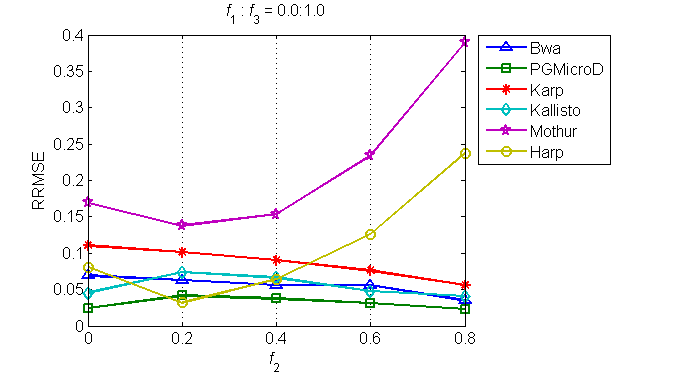 f1 : f3 = 0.0:1.0
0.4
0.35
0.3
0.25
0.2
0.15
0.1
0.05
0
RRMSE
0 0.2 0.4 0.6 0.8
f2
Bwa
PGMicroD
Karp
Kallisto
Mothur
Harp